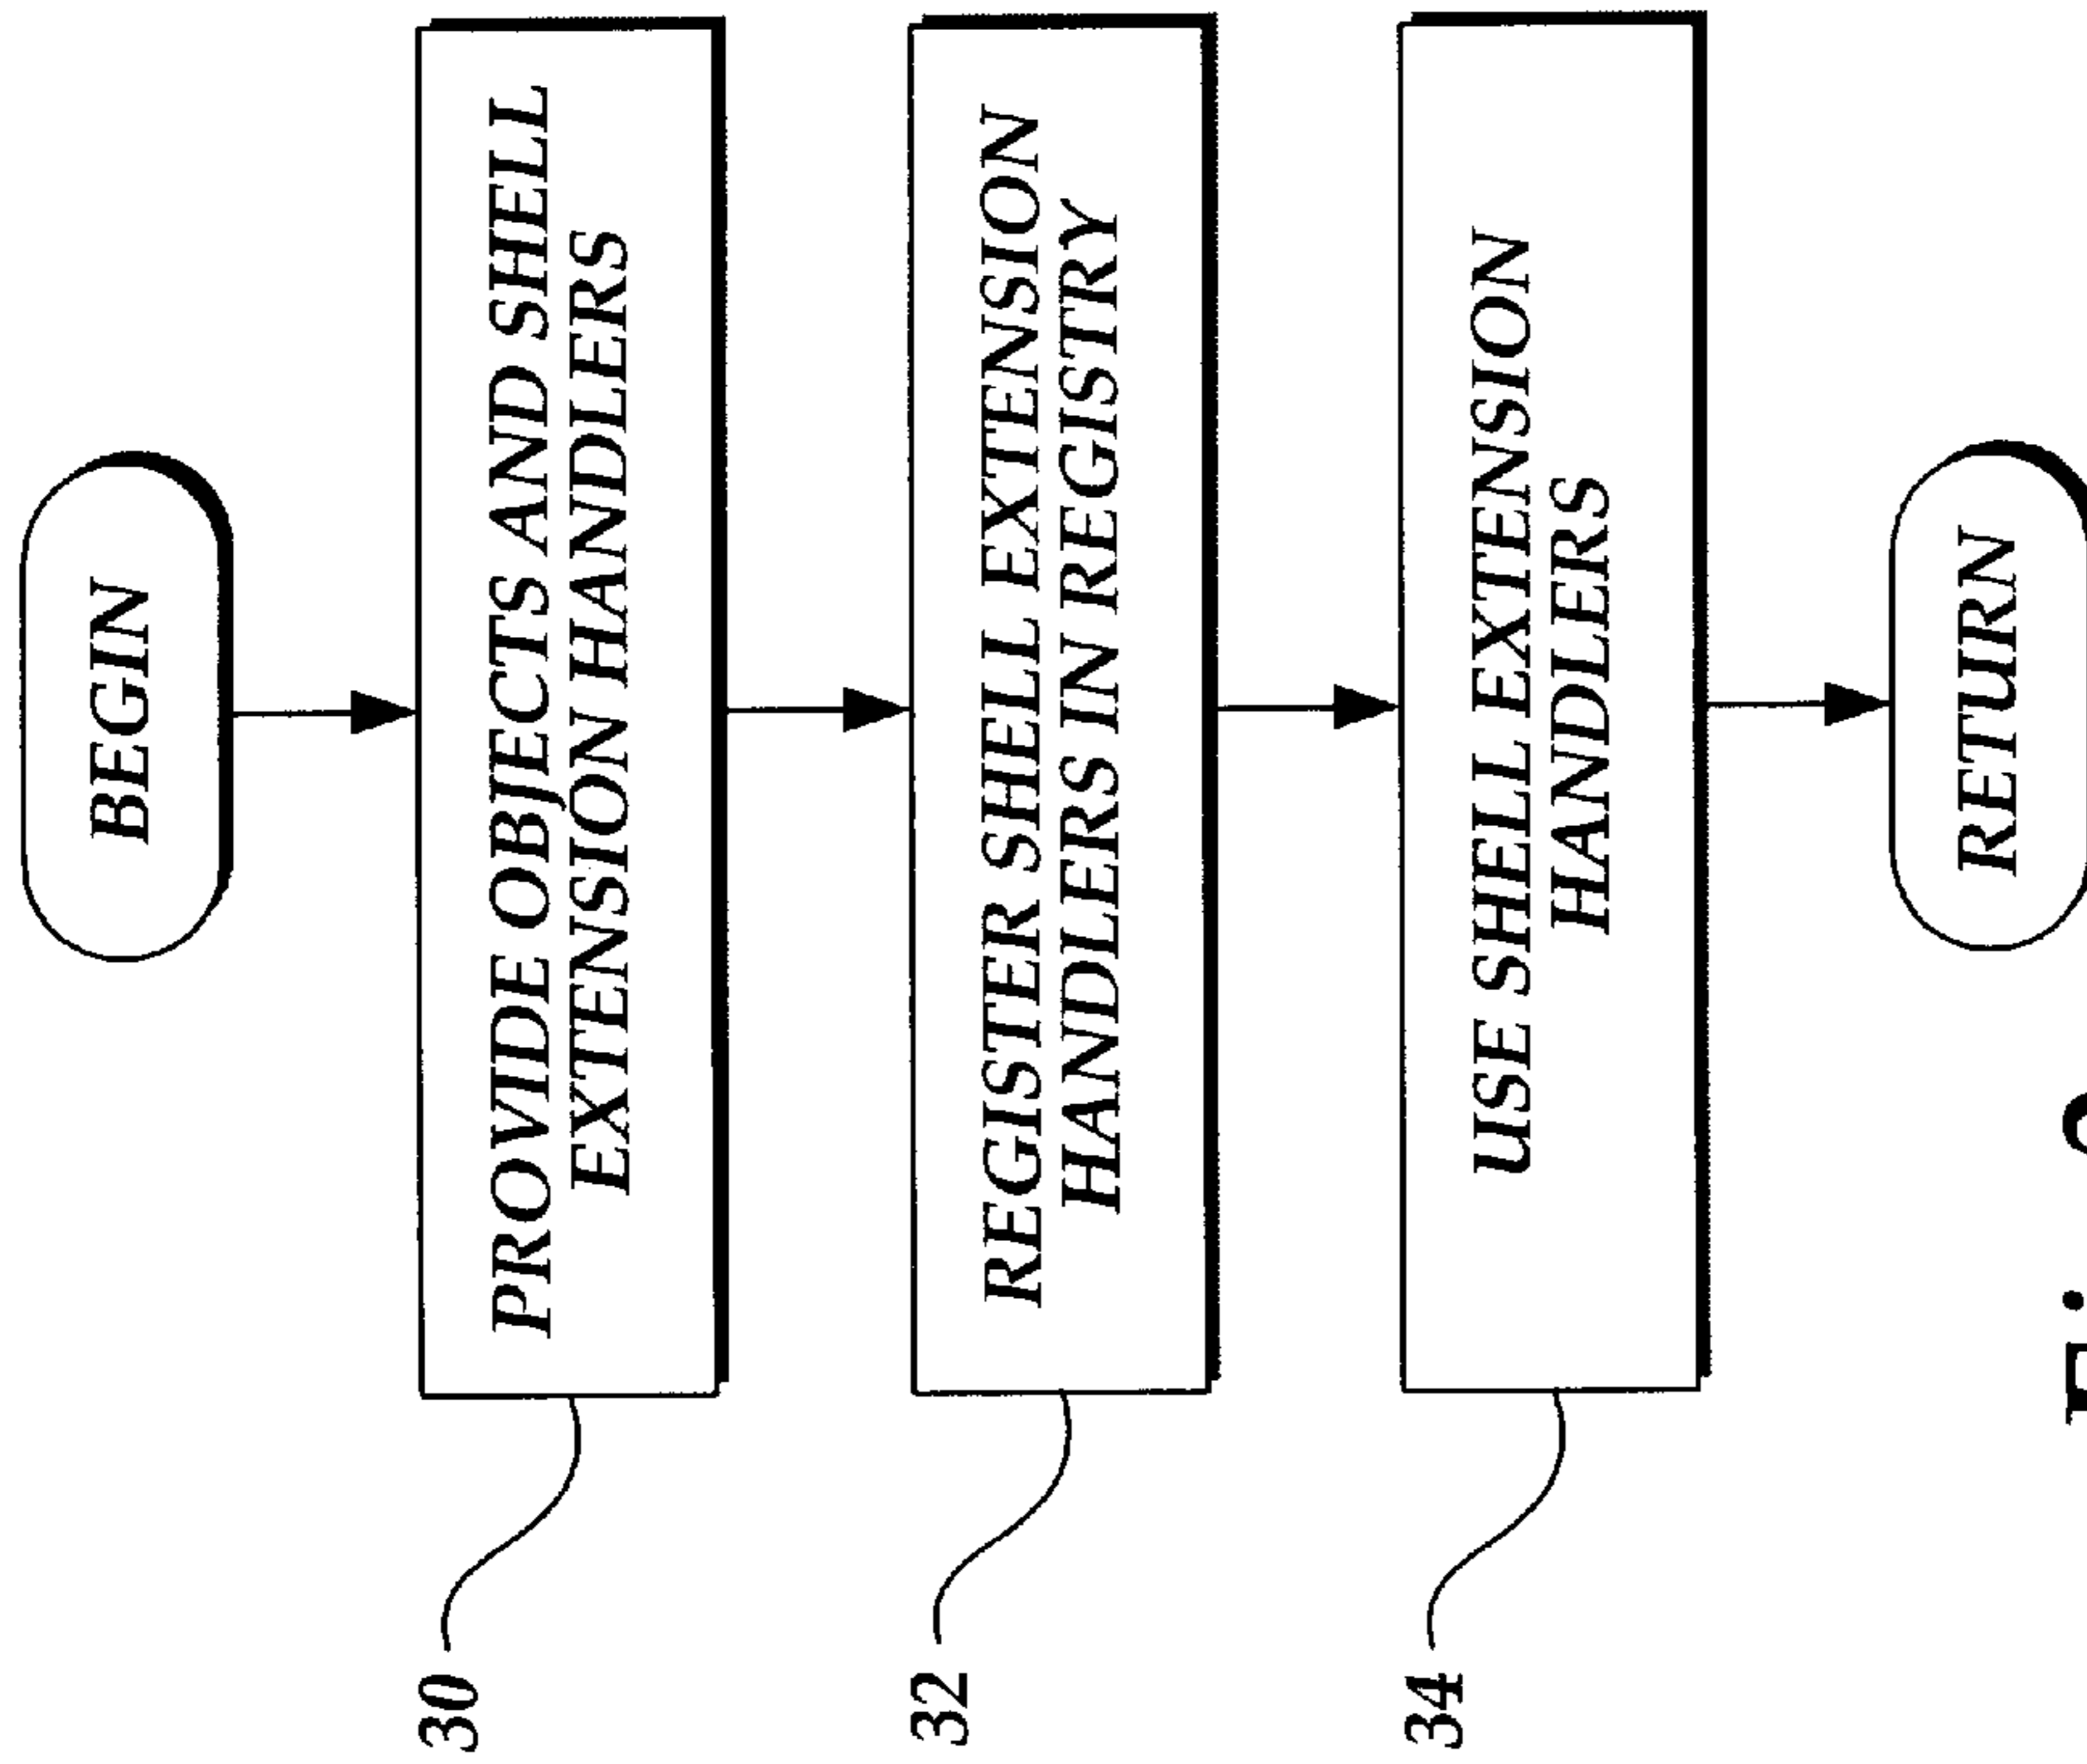 BEGIN
30
PROVIDE OBJECTS AND SHELL
EXTENSION HANDLERS
32
REGISTER SHELL EXTENSION
HANDLERS IN REGISTRY
34
USE SHELL EXTENSION
HANDLERS
RETURN